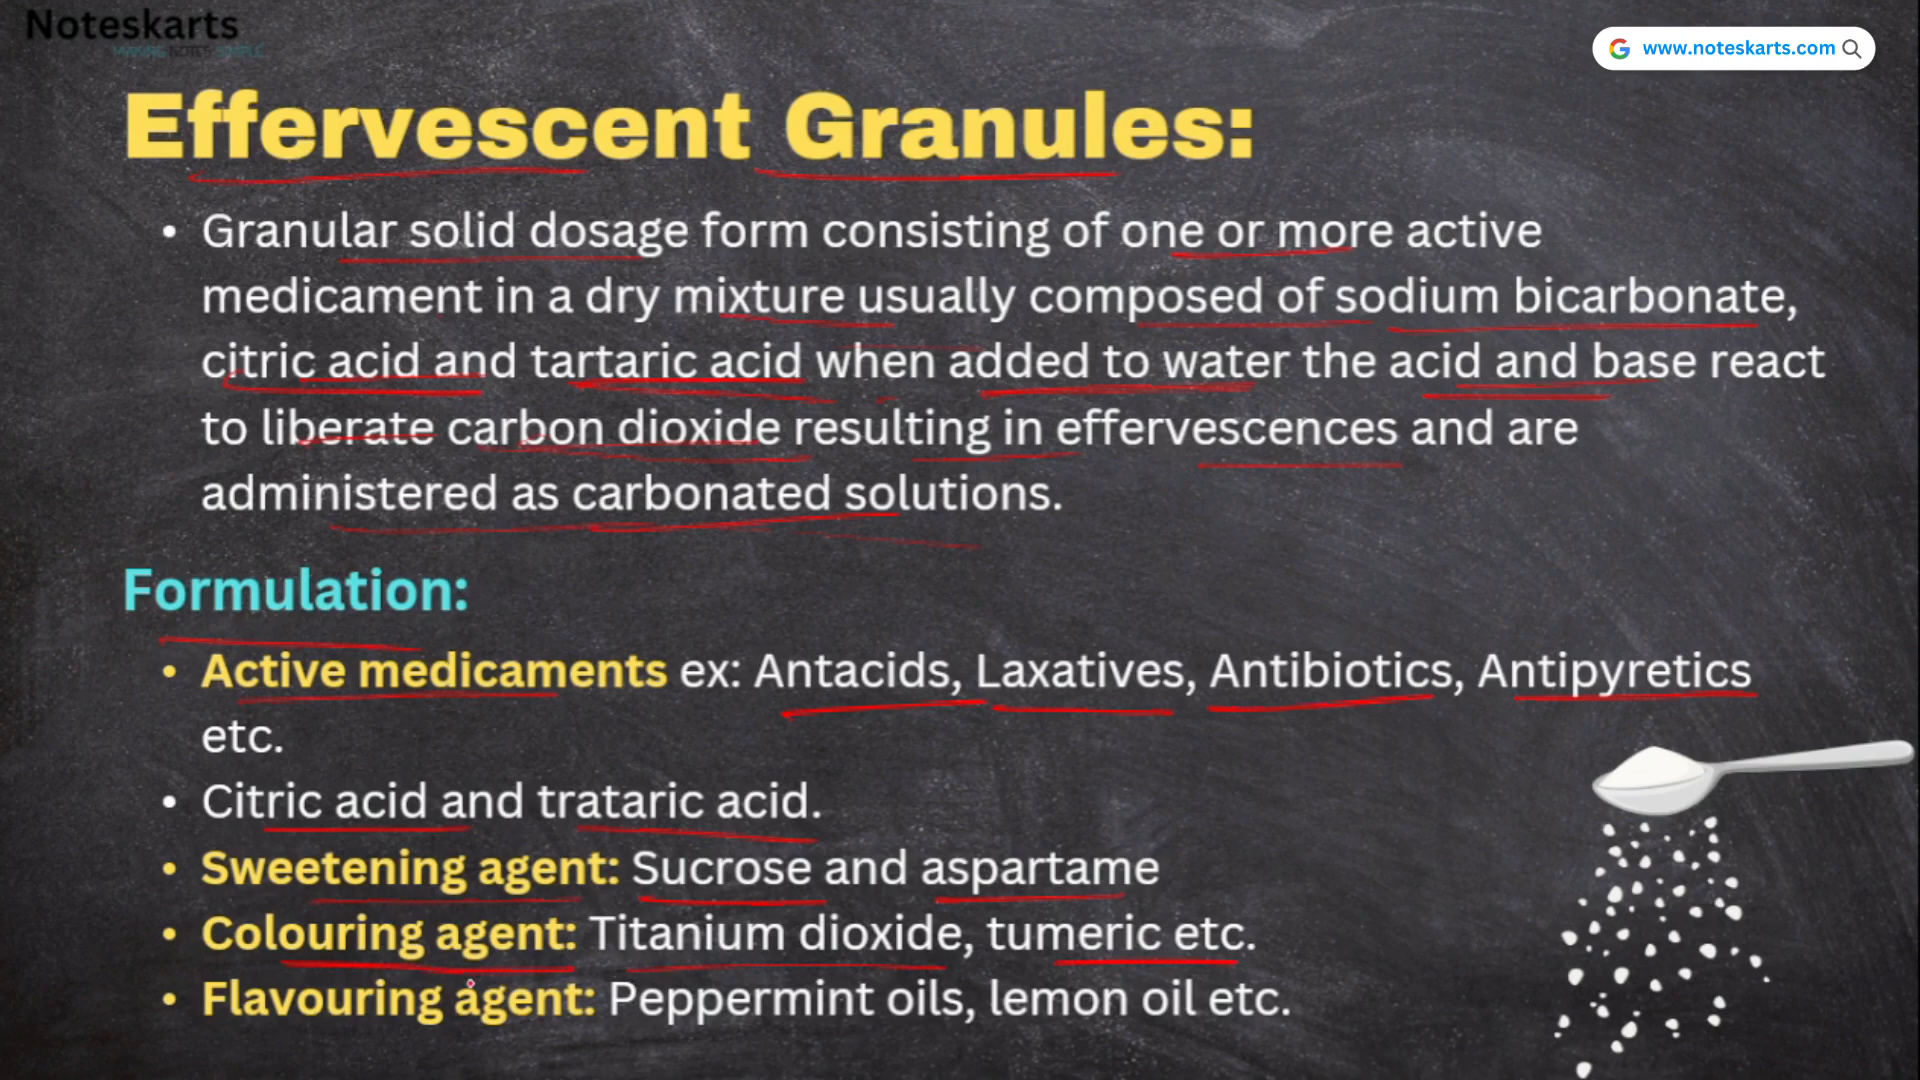 Noteskarts
MAKING NOTES SIMPLE
www.noteskarts.com
Effervescent Granules:
• Granular solid dosage form consisting of one or more active
medicament in a dry mixture usually composed of sodium bicarbonate,
citric acid and tartaric acid when added to water the acid and base react
to liberate carbon dioxide resulting in effervescences and are
administered as carbonated solutions.
Formulation:
• Active medicaments ex: Antacids, Laxatives, Antibiotics, Antipyretics
etc.
• Citric acid and trataric acid.
• Sweetening agent: Sucrose and aspartame
• Colouring agent: Titanium dioxide, tumeric etc.
• Flavouring agent: Peppermint oils, lemon oil etc.